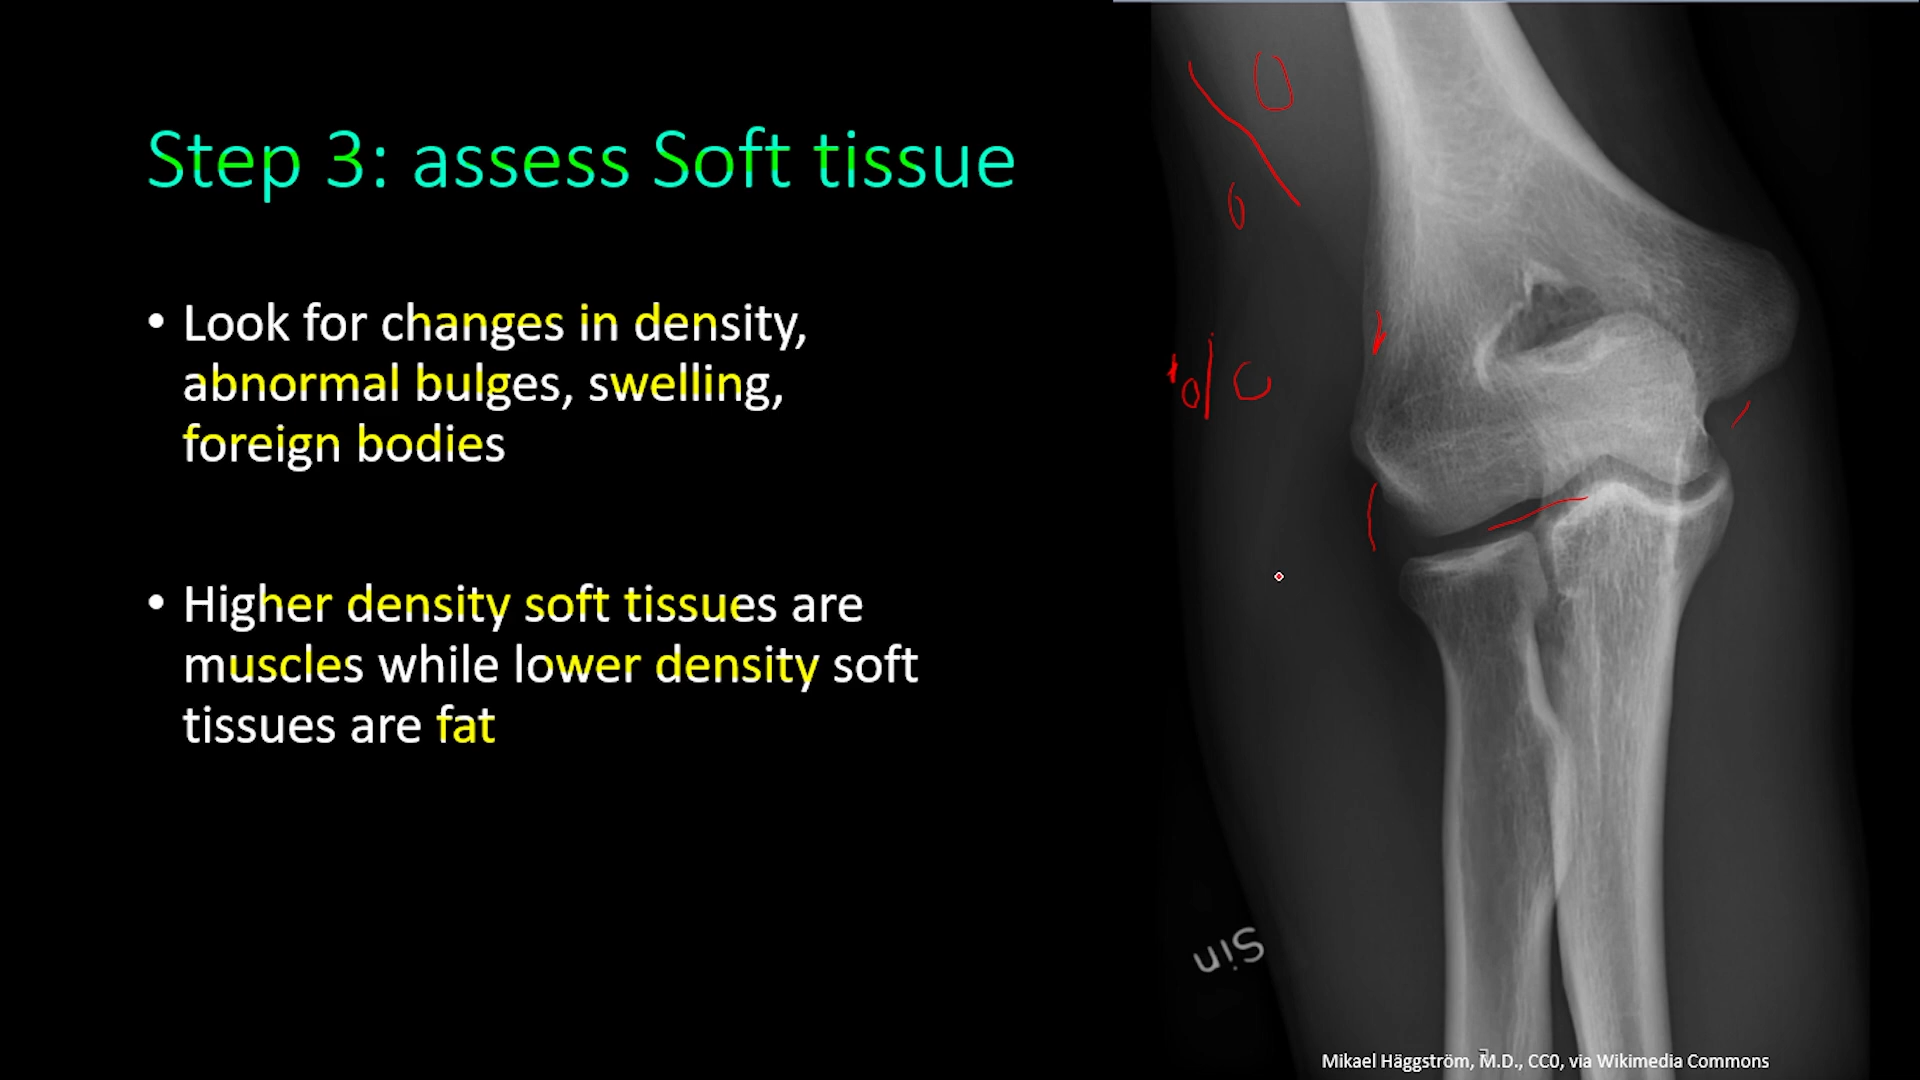 Step 3: assess Soft tissue
• Look for changes in density,
abnormal bulges, swelling,
foreign bodies
• Higher density soft tissues are
muscles while lower density soft
tissues are fat
Sin
Mikael Häggström, M.D., CC0, via Wikimedia Commons